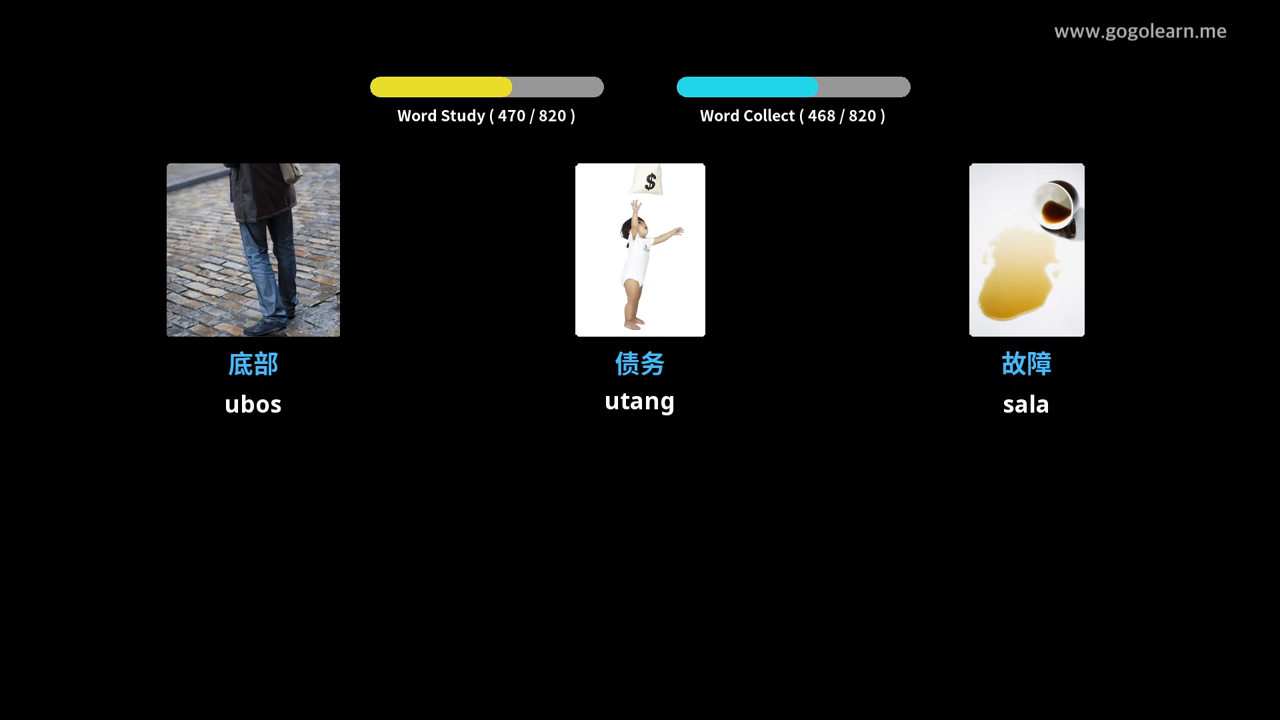 www.gogolearn.me
Word Study ( 470 / 820 )
Word Collect ( 468 / 820 )
$
底部
债务
故障
ubos
utang
sala